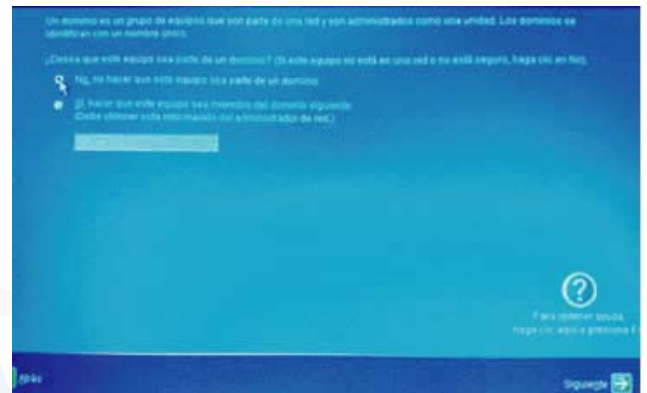 Un dominio es un grupo de equipos que son parte de una red y son administrados como una unidad. Los dominios se
identifican con un nombre único.
¿Desea que este equipo sea parte de un dominio? (Si este equipo no está en una red o no está seguro, haga clic en No).
No, no hacer que este equipo sea parte de un dominio
Sí, hacer que este equipo sea miembro del dominio siguiente:
(Debe obtener esta información del administrador de red.)
Para obtener ayuda,
haga clic aquí o presione F
Atrás
Siguiente